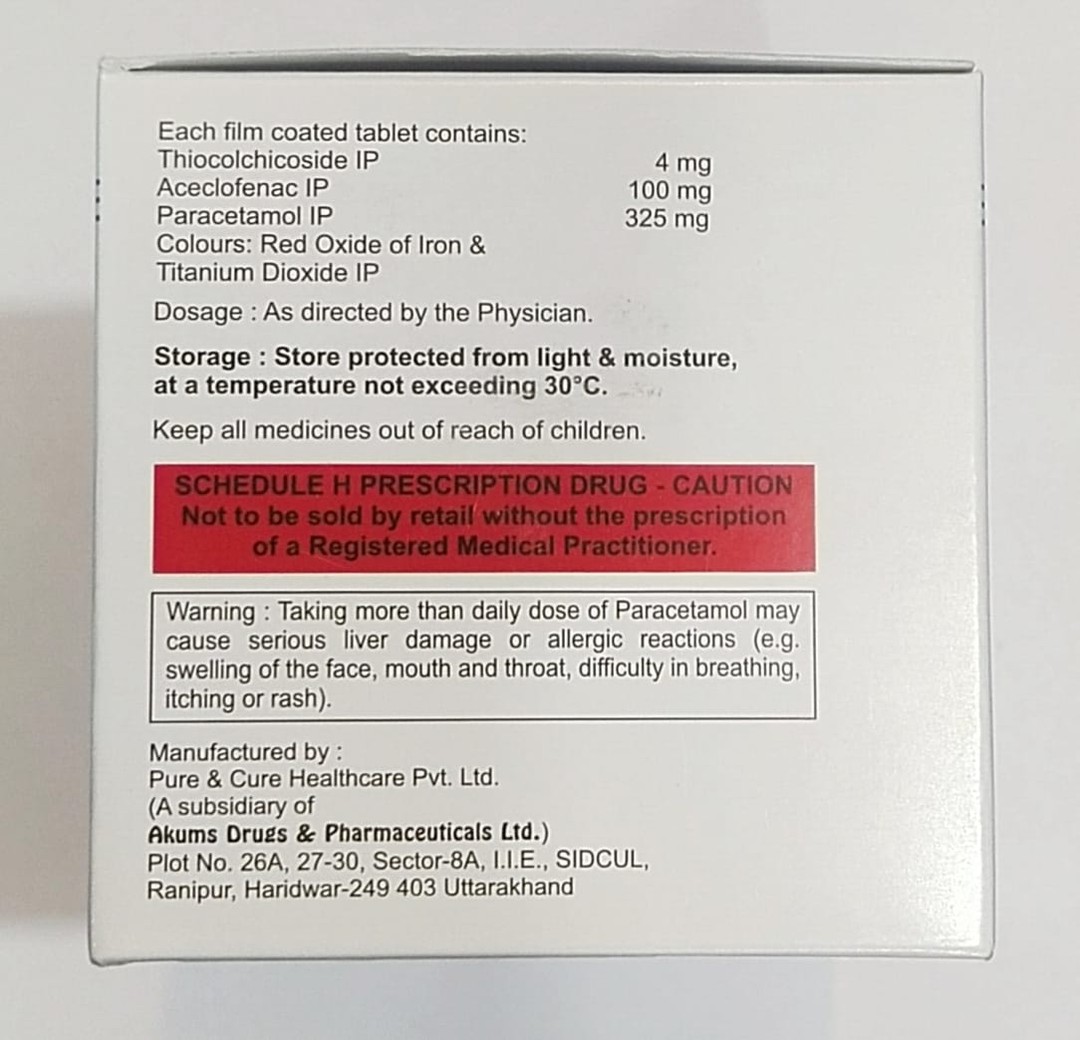 Each film coated tablet contains:
Thiocolchicoside IP 4 mg
Aceclofenac IP 100 mg
Paracetamol IP 325 mg
Colours: Red Oxide of Iron &
Titanium Dioxide IP
Dosage : As directed by the Physician.
Storage : Store protected from light & moisture,
at a temperature not exceeding 30°C.
Keep all medicines out of reach of children.
SCHEDULE H PRESCRIPTION DRUG - CAUTION
Not to be sold by retail without the prescription
of a Registered Medical Practitioner.
Warning : Taking more than daily dose of Paracetamol may
cause serious liver damage or allergic reactions (e.g.
swelling of the face, mouth and throat, difficulty in breathing,
itching or rash).
Manufactured by :
Pure & Cure Healthcare Pvt. Ltd.
(A subsidiary of
Akums Drugs & Pharmaceuticals Ltd.)
Plot No. 26A, 27-30, Sector-8A, I.I.E., SIDCUL,
Ranipur, Haridwar-249 403 Uttarakhand